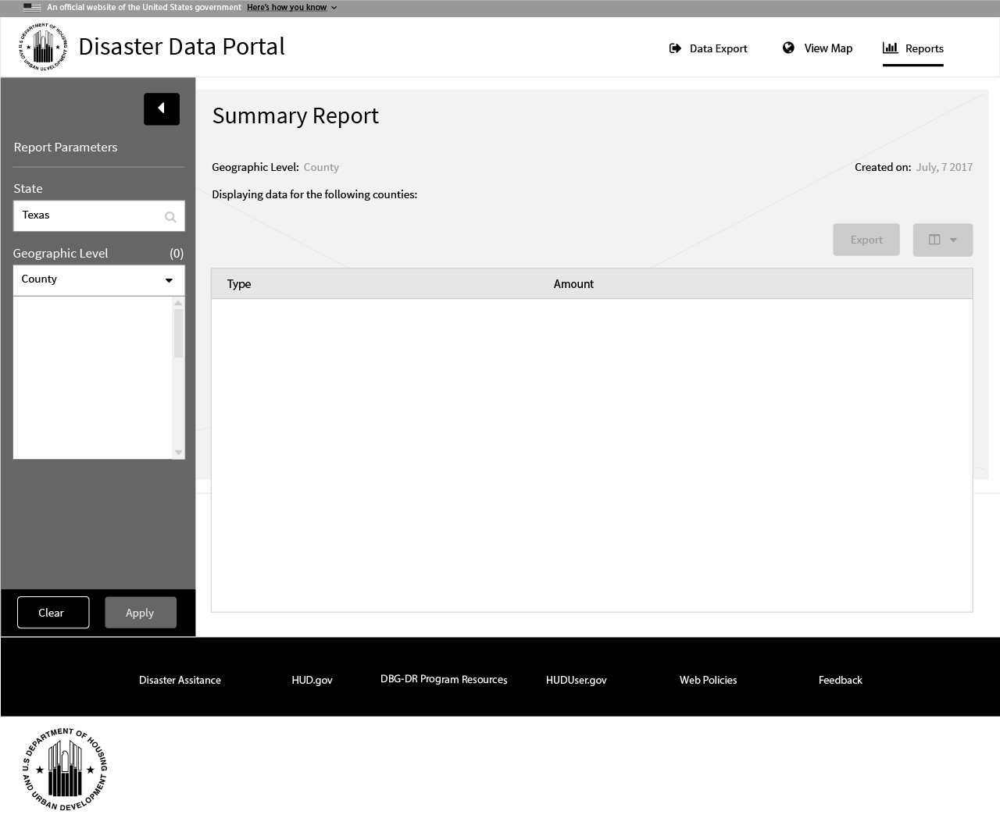 An official website of the United States government Here's how you know
U.S DEPARTMENT OF HOUSING AND URBAN DEVELOPMENT
Disaster Data Portal
Data Export
View Map
Reports
Report Parameters
State
Texas
Geographic Level (0)
County
Clear
Apply
Summary Report
Geographic Level: County
Created on: July, 7 2017
Displaying data for the following counties:
Export
Type
Amount
Disaster Assitance
HUD.gov
DBG-DR Program Resources
HUDUser.gov
Web Policies
Feedback
U.S DEPARTMENT OF HOUSING AND URBAN DEVELOPMENT